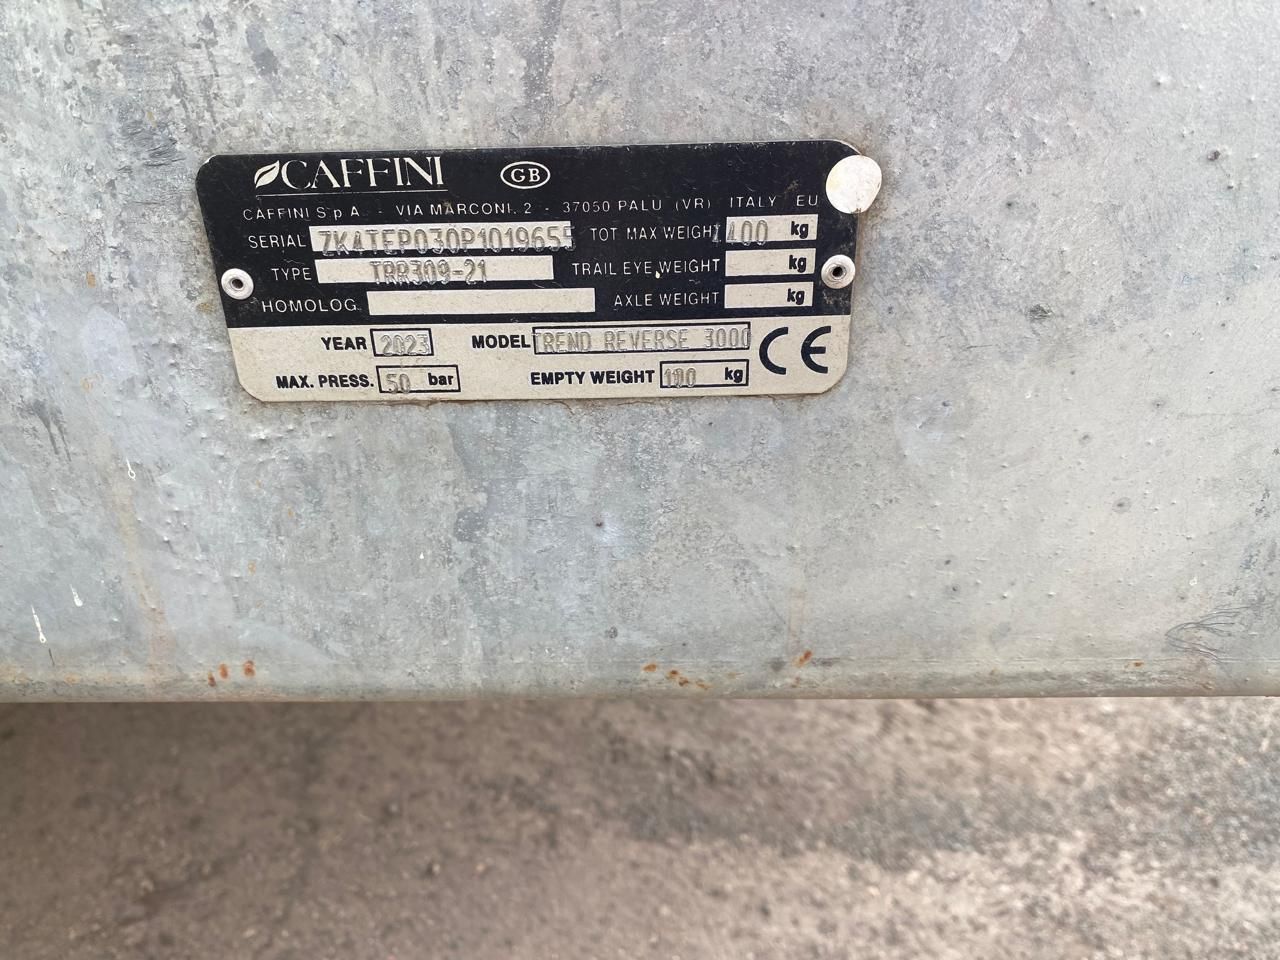 CAFFINI GB
CAFFINI S.p.A. - VIA MARCONI, 2 - 37050 PALU (VR) ITALY EU
SERIAL ZK4TEP030P1019655 TOT MAX WEIGHT 1400 kg
TYPE TRR309-21 TRAIL EYE WEIGHT kg
HOMOLOG. AXLE WEIGHT kg
YEAR 2023 MODEL TREND REVERSE 3000 CE
MAX. PRESS. 50 bar EMPTY WEIGHT kg